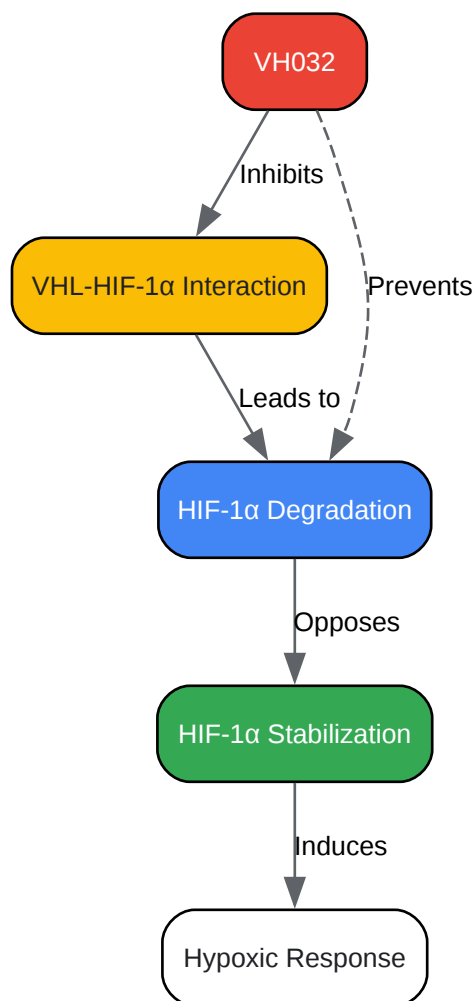 VH032
Inhibits
VHL-HIF-1α Interaction
Prevents
Leads to
HIF-1α Degradation
Opposes
HIF-1α Stabilization
Induces
Hypoxic Response